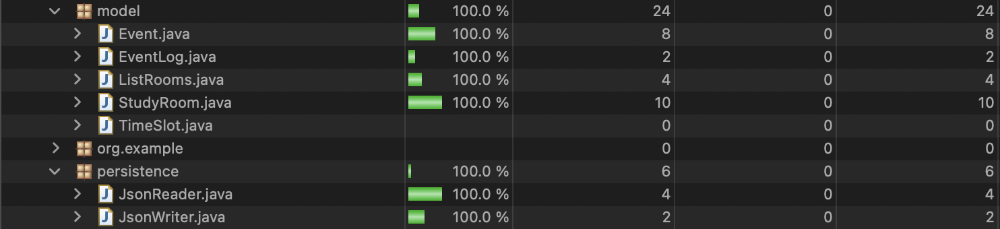 model 100.0 % 24 0 24
Event.java 100.0 % 8 0 8
EventLog.java 100.0 % 2 0 2
ListRooms.java 100.0 % 4 0 4
StudyRoom.java 100.0 % 10 0 10
TimeSlot.java 0 0 0
org.example 0 0 0
persistence 100.0 % 6 0 6
JsonReader.java 100.0 % 4 0 4
JsonWriter.java 100.0 % 2 0 2